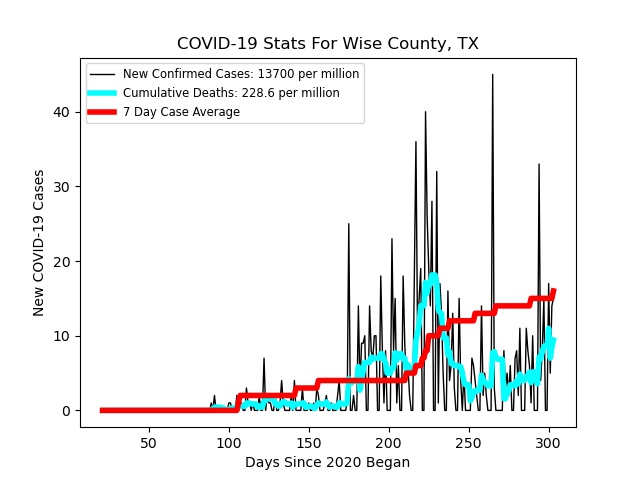 COVID-19 Stats For Wise County, TX
New Confirmed Cases: 13700 per million
Cumulative Deaths: 228.6 per million
7 Day Case Average
New COVID-19 Cases
40
30
20
10
0
50 100 150 200 250 300
Days Since 2020 Began